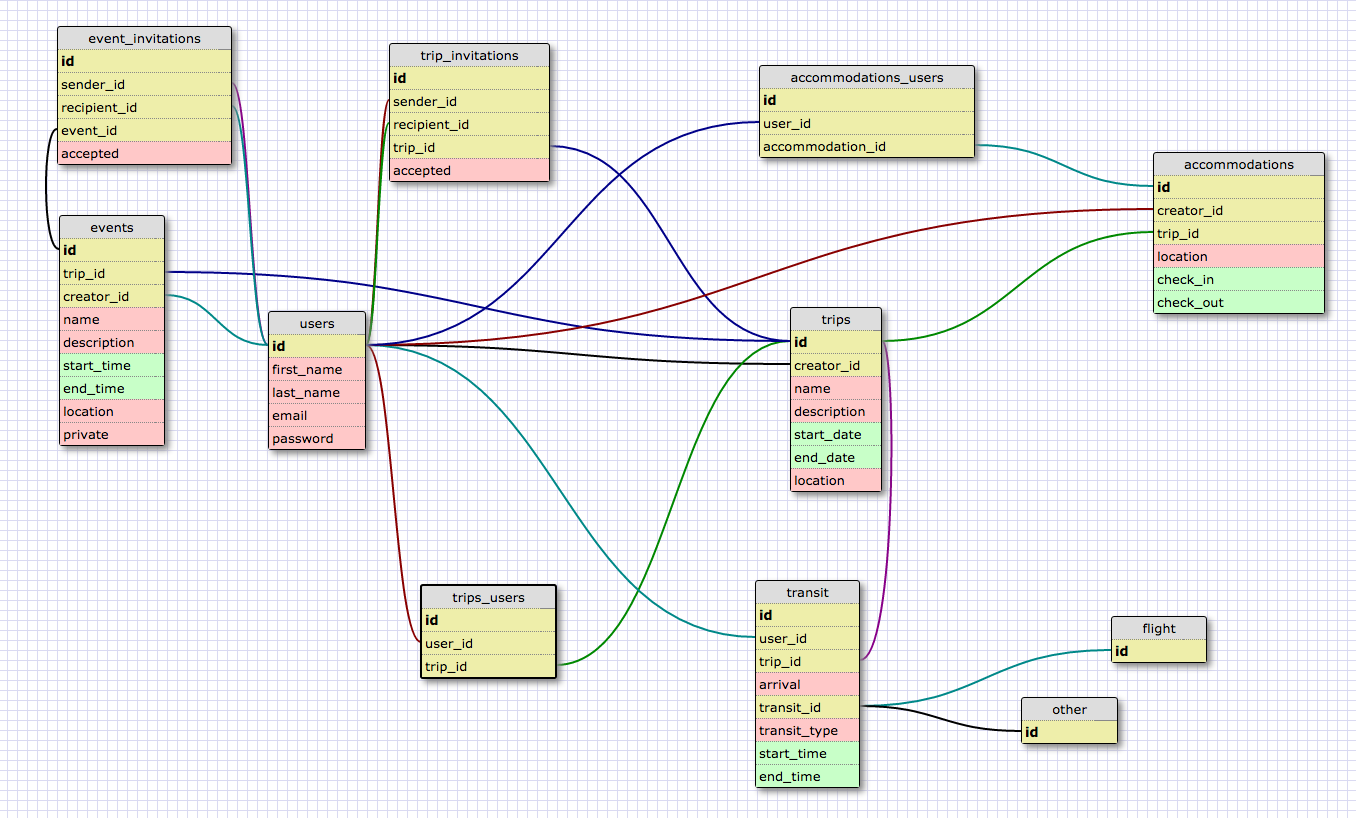 event_invitations
id
sender_id
recipient_id
event_id
accepted
trip_invitations
id
sender_id
recipient_id
trip_id
accepted
accommodations_users
id
user_id
accommodation_id
accommodations
id
creator_id
trip_id
location
check_in
check_out
events
id
trip_id
creator_id
name
description
start_time
end_time
location
private
users
id
first_name
last_name
email
password
trips
id
creator_id
name
description
start_date
end_date
location
trips_users
id
user_id
trip_id
transit
id
user_id
trip_id
arrival
transit_id
transit_type
start_time
end_time
flight
id
other
id